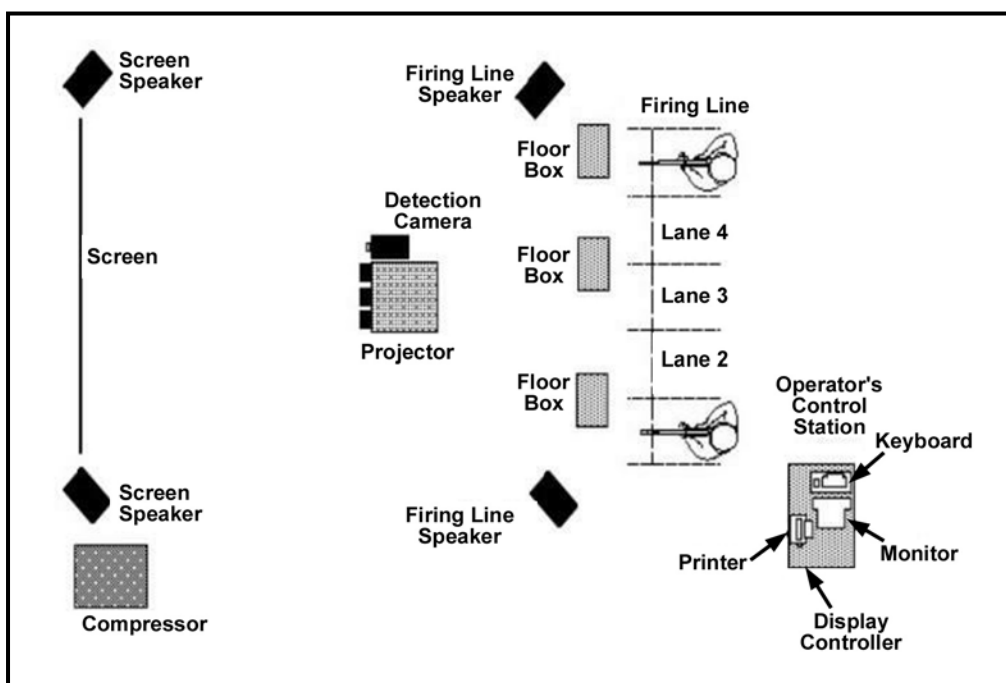 Screen
Speaker
Firing Line
Speaker
Firing Line
Floor
Box
Detection
Camera
Lane 4
Screen
Floor
Box
Lane 3
Projector
Lane 2
Floor
Box
Operator's
Control
Station
Keyboard
Screen
Speaker
Firing Line
Speaker
Printer
Monitor
Compressor
Display
Controller